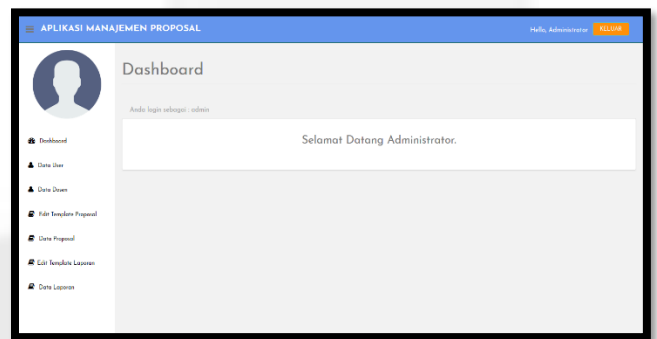 APLIKASI MANAJEMEN PROPOSAL
Hello, Administrator
KELUAR
Dashboard
Anda login sebagai : admin
Selamat Datang Administrator.
Dashboard
Data User
Data Dosen
Edit Template Proposal
Data Proposal
Edit Template Laporan
Data Laporan